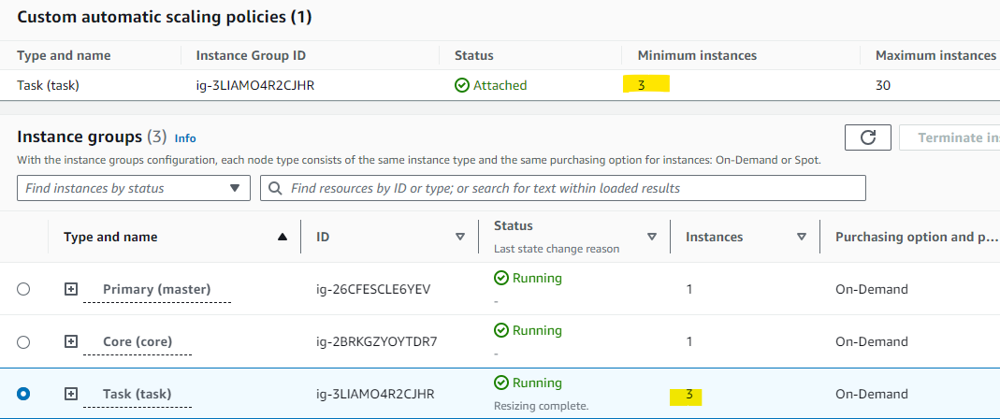 Custom automatic scaling policies (1)
Type and name Instance Group ID Status Minimum instances Maximum instances
Task (task) ig-3LIAMO4R2CJHR Attached 3 30
Instance groups (3) Info
Terminate in
With the instance groups configuration, each node type consists of the same instance type and the same purchasing option for instances: On-Demand or Spot.
Find instances by status Find resources by ID or type; or search for text within loaded results
Type and name ID Status Last state change reason Instances Purchasing option and p...
Primary (master) ig-26CFESCLE6YEV Running - 1 On-Demand
Core (core) ig-2BRKGZYOYTDR7 Running - 1 On-Demand
Task (task) ig-3LIAMO4R2CJHR Running Resizing complete. 3 On-Demand